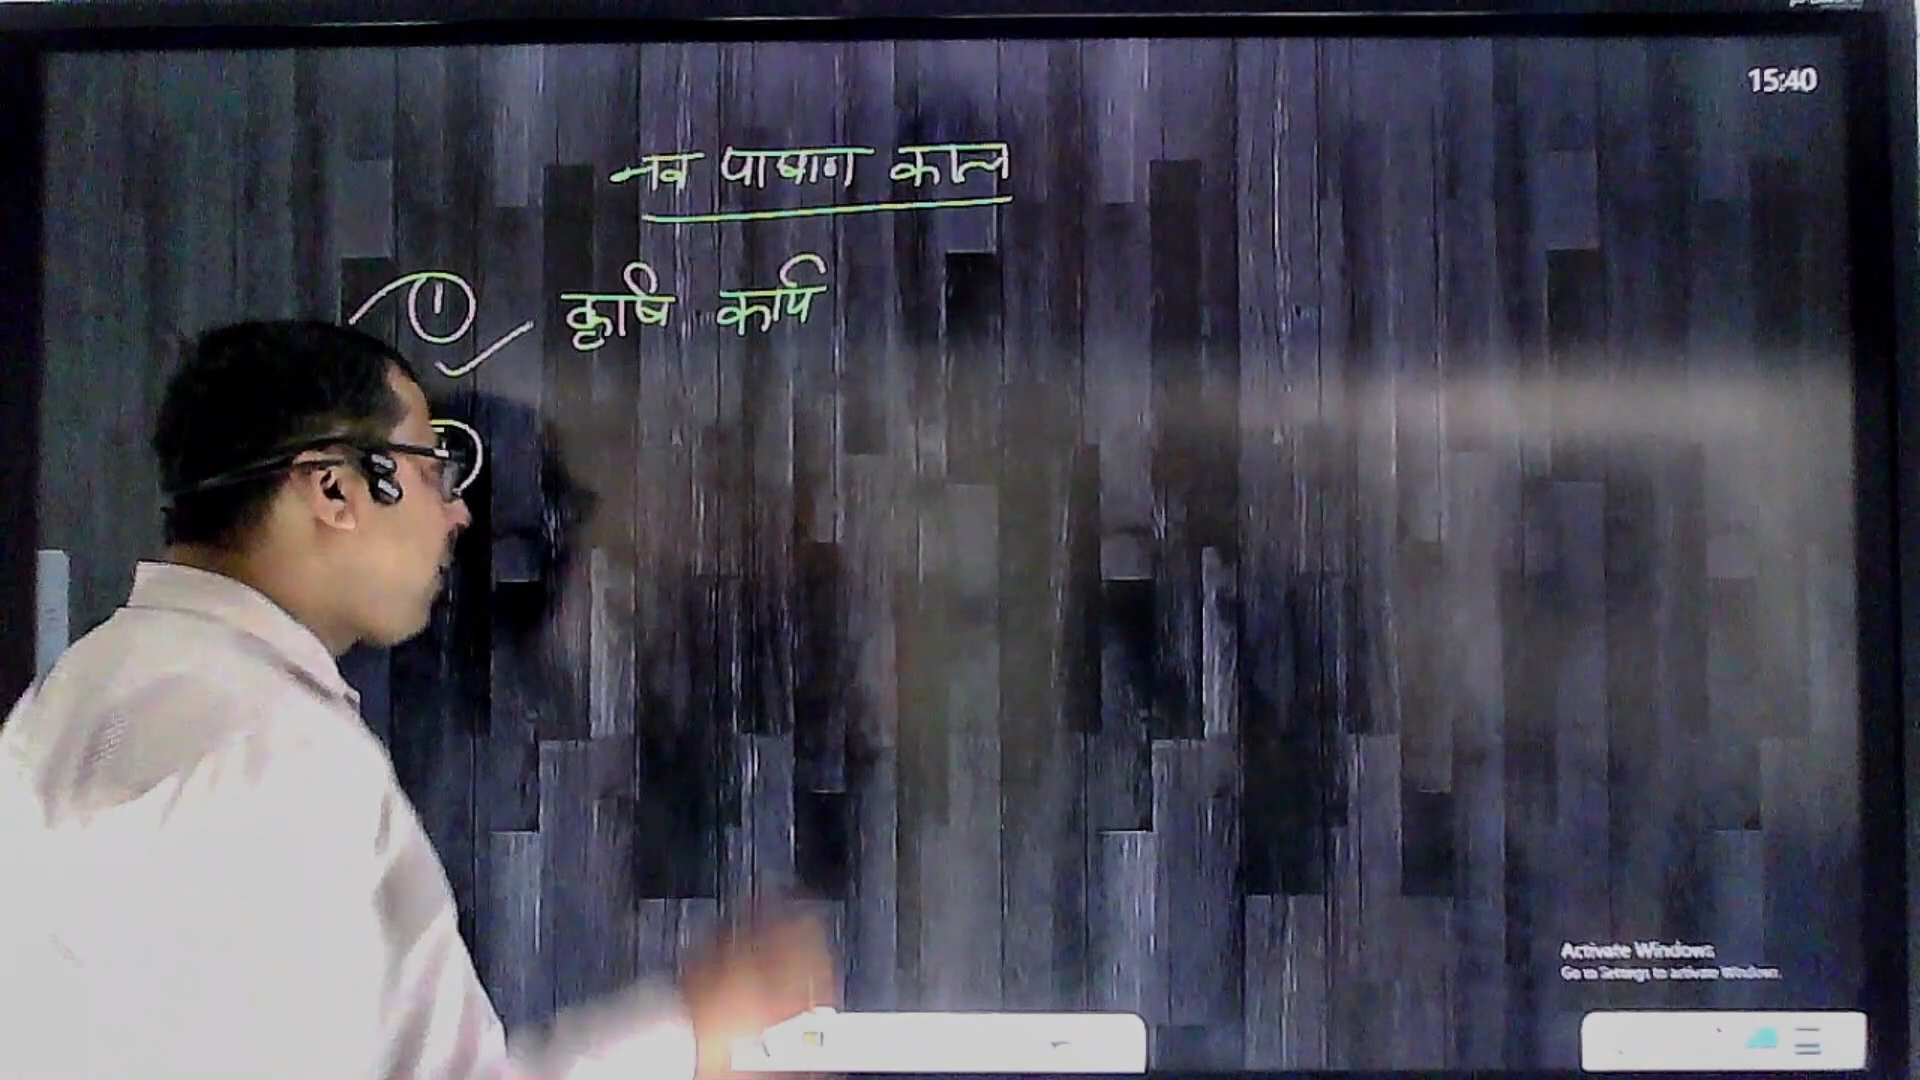 15:40
नव पाषाण काल
1 कृषि कार्य
Activate Windows
Go to Settings to activate Windows.